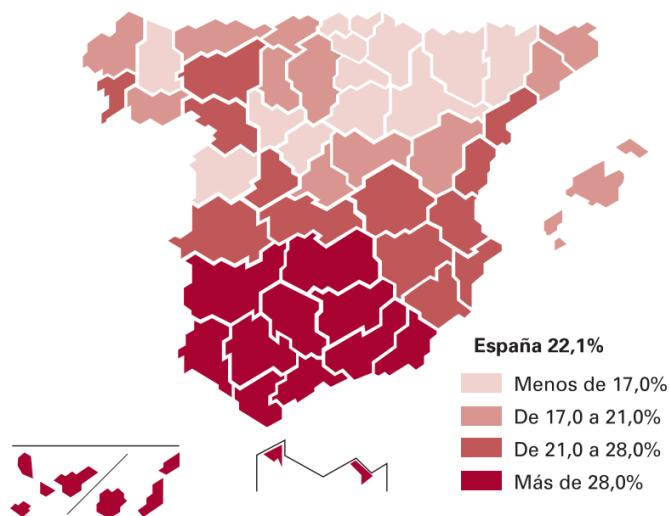 España 22,1%
Menos de 17,0%
De 17,0 a 21,0%
De 21,0 a 28,0%
Más de 28,0%